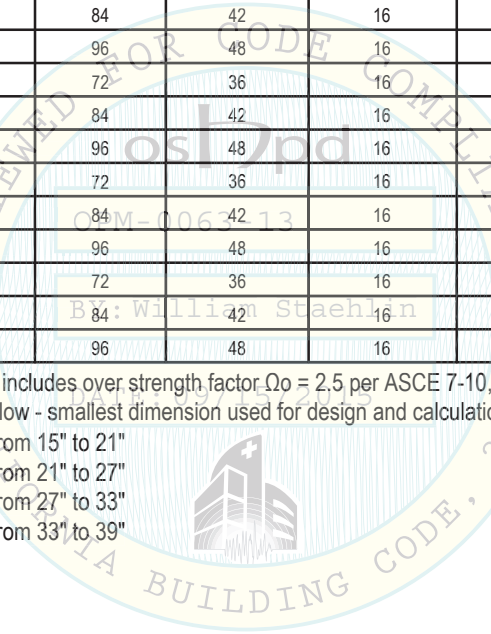 84 42 16
96 48 16
72 36 16
84 42 16
96 48 16
72 36 16
84 42 16
96 48 16
72 36 16
84 42 16
96 48 16
includes over strength factor Ωo = 2.5 per ASCE 7-10,
low - smallest dimension used for design and calculatio
rom 15" to 21"
rom 21" to 27"
rom 27" to 33"
rom 33" to 39"
FOR CODE
oshpd
OPM-0063-13
BY: William Staehlin
DATE: 09/15/2015
BUILDING CODE,